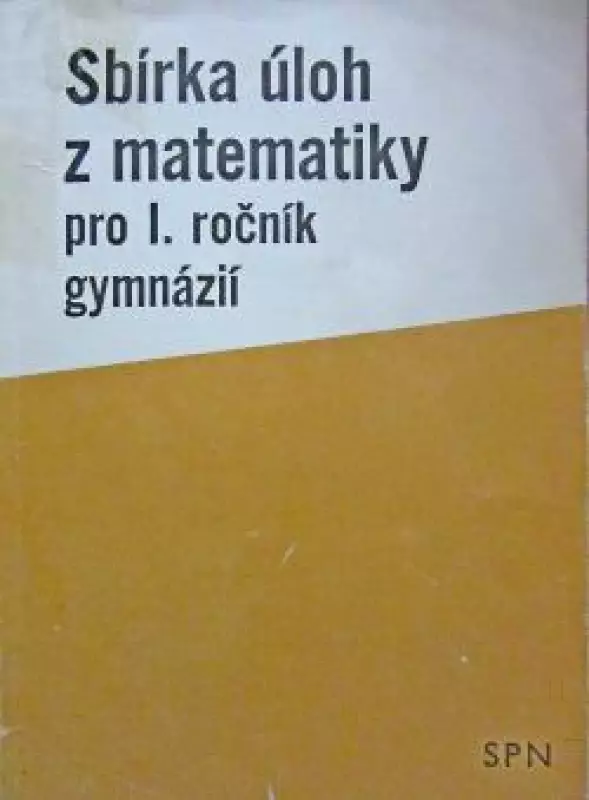 Sbírka úloh
z matematiky
pro I. ročník
gymnázií
SPN